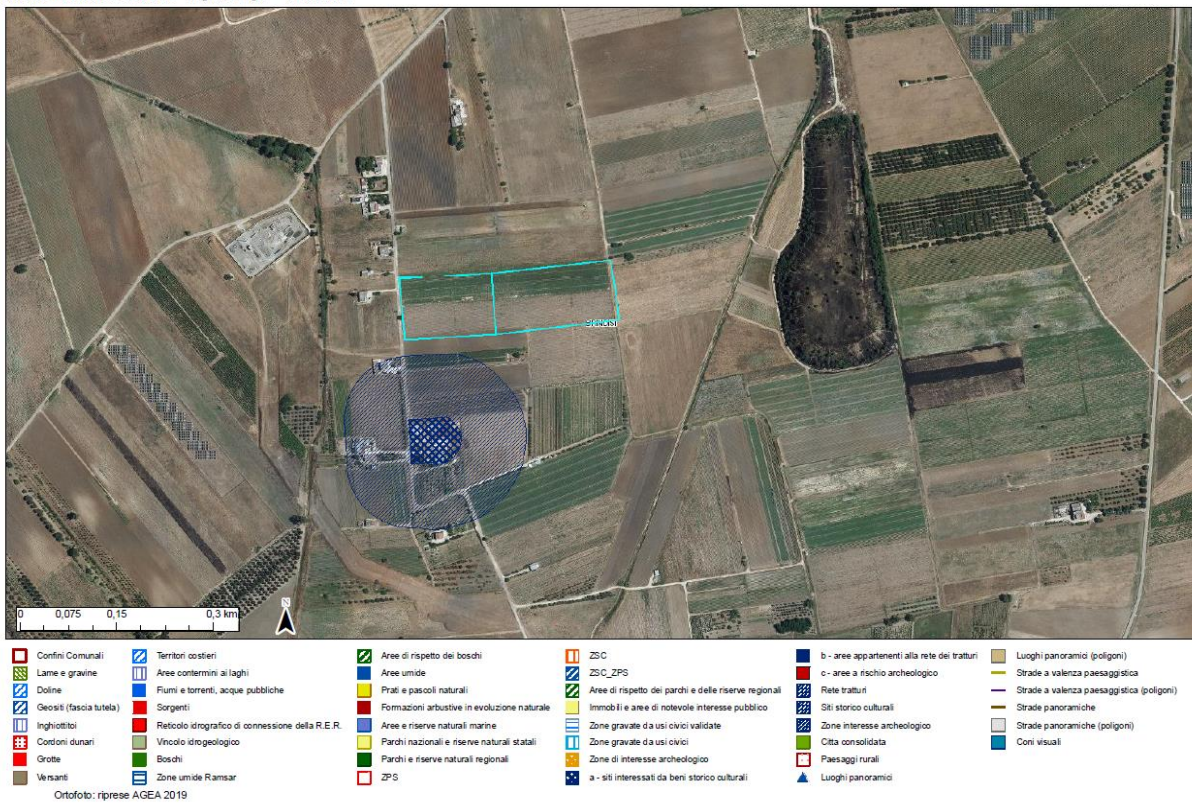 BRINDISI
0 0,075 0,15 0,3 km
N
Confini Comunali
Lame e gravine
Doline
Geositi (fascia tutela)
Inghiottitoi
Cordoni dunari
Grotte
Versanti
Territori costieri
Aree contermini ai laghi
Fiumi e torrenti, acque pubbliche
Sorgenti
Reticolo idrografico di connessione della R.E.R.
Vincolo idrogeologico
Boschi
Zone umide Ramsar
Aree di rispetto dei boschi
Aree umide
Prati e pascoli naturali
Formazioni arbustive in evoluzione naturale
Aree e riserve naturali marine
Parchi nazionali e riserve naturali statali
Parchi e riserve naturali regionali
ZPS
ZSC
ZSC_ZPS
Aree di rispetto dei parchi e delle riserve regionali
Immobili e aree di notevole interesse pubblico
Zone gravate da usi civici validate
Zone gravate da usi civici
Zone di interesse archeologico
a - siti interessati da beni storico culturali
b - aree appartenenti alla rete dei tratturi
c - aree a rischio archeologico
Rete tratturi
Siti storico culturali
Zone interesse archeologico
Citta consolidata
Paesaggi rurali
Luoghi panoramici
Luoghi panoramici (poligoni)
Strade a valenza paesaggistica
Strade a valenza paesaggistica (poligoni)
Strade panoramiche
Strade panoramiche (poligoni)
Coni visuali
Ortofoto: riprese AGEA 2019